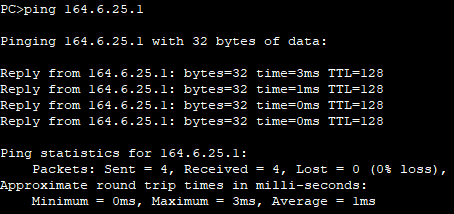 PC>ping 164.6.25.1
Pinging 164.6.25.1 with 32 bytes of data:
Reply from 164.6.25.1: bytes=32 time=3ms TTL=128
Reply from 164.6.25.1: bytes=32 time=1ms TTL=128
Reply from 164.6.25.1: bytes=32 time=0ms TTL=128
Reply from 164.6.25.1: bytes=32 time=0ms TTL=128
Ping statistics for 164.6.25.1:
    Packets: Sent = 4, Received = 4, Lost = 0 (0% loss),
Approximate round trip times in milli-seconds:
    Minimum = 0ms, Maximum = 3ms, Average = 1ms